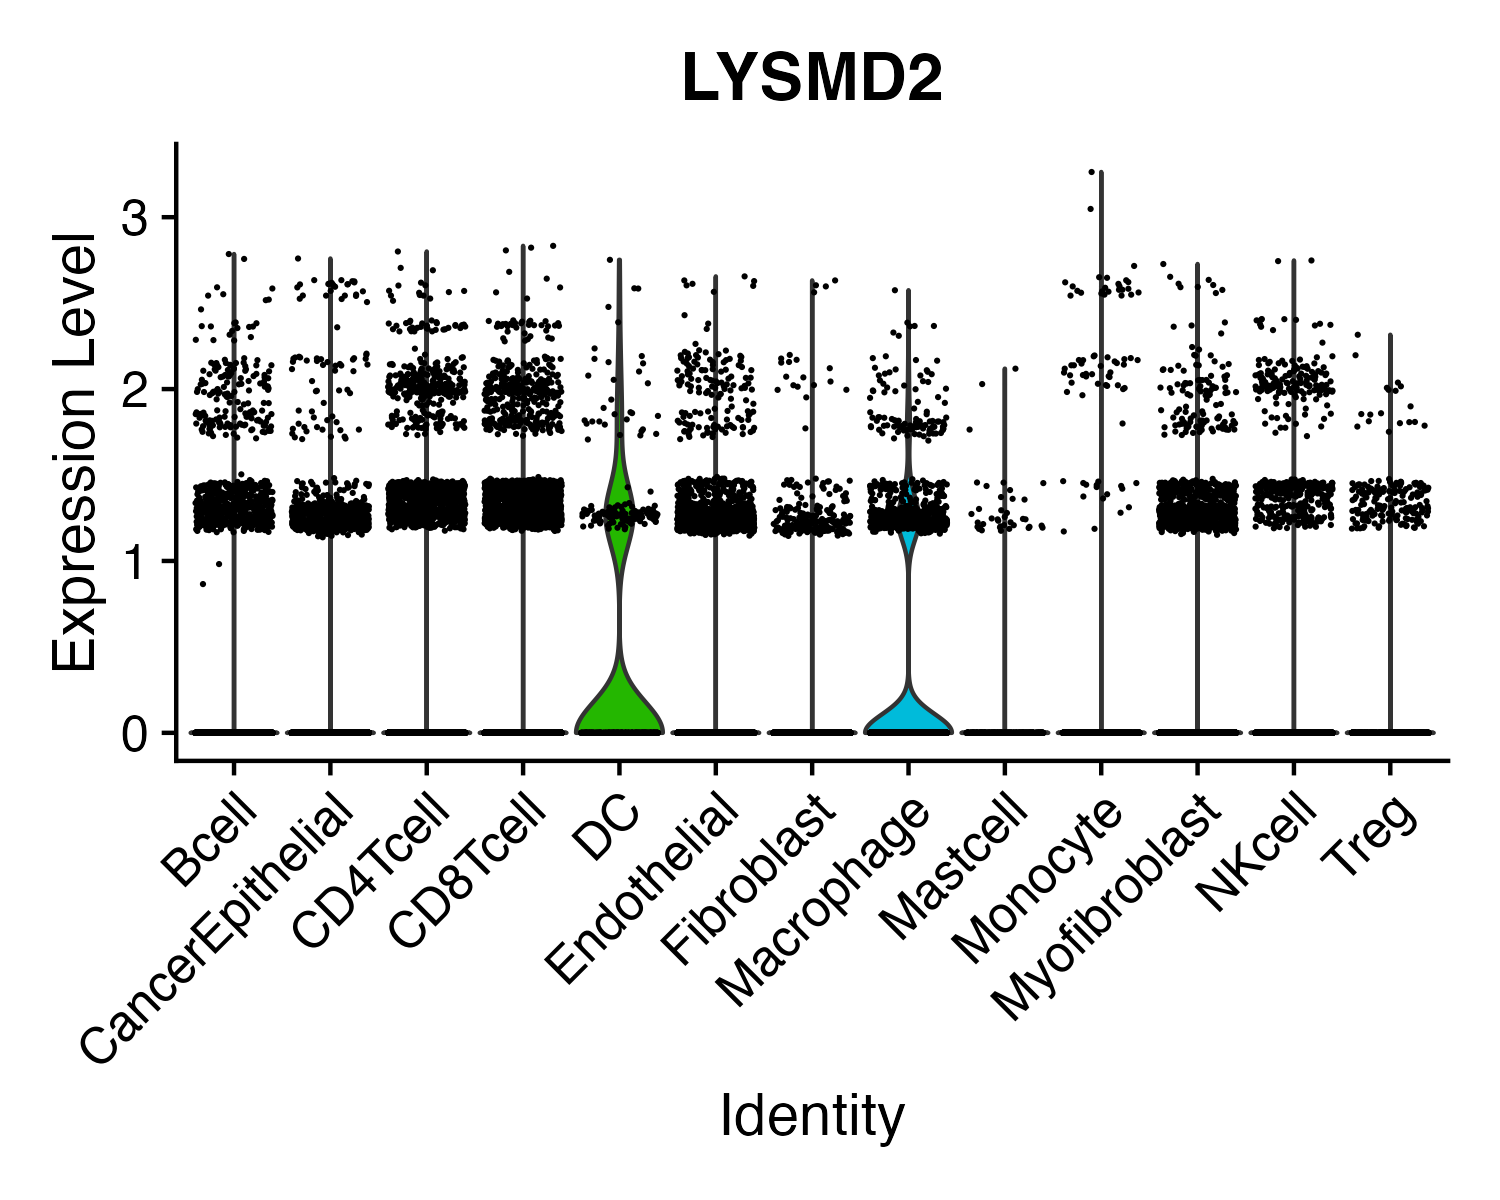 LYSMD2
Expression Level
3
2
1
0
Bcell
CancerEpithelial
CD4Tcell
CD8Tcell
DC
Endothelial
Fibroblast
Macrophage
Mastcell
Monocyte
Myofibroblast
NKcell
Treg
Identity